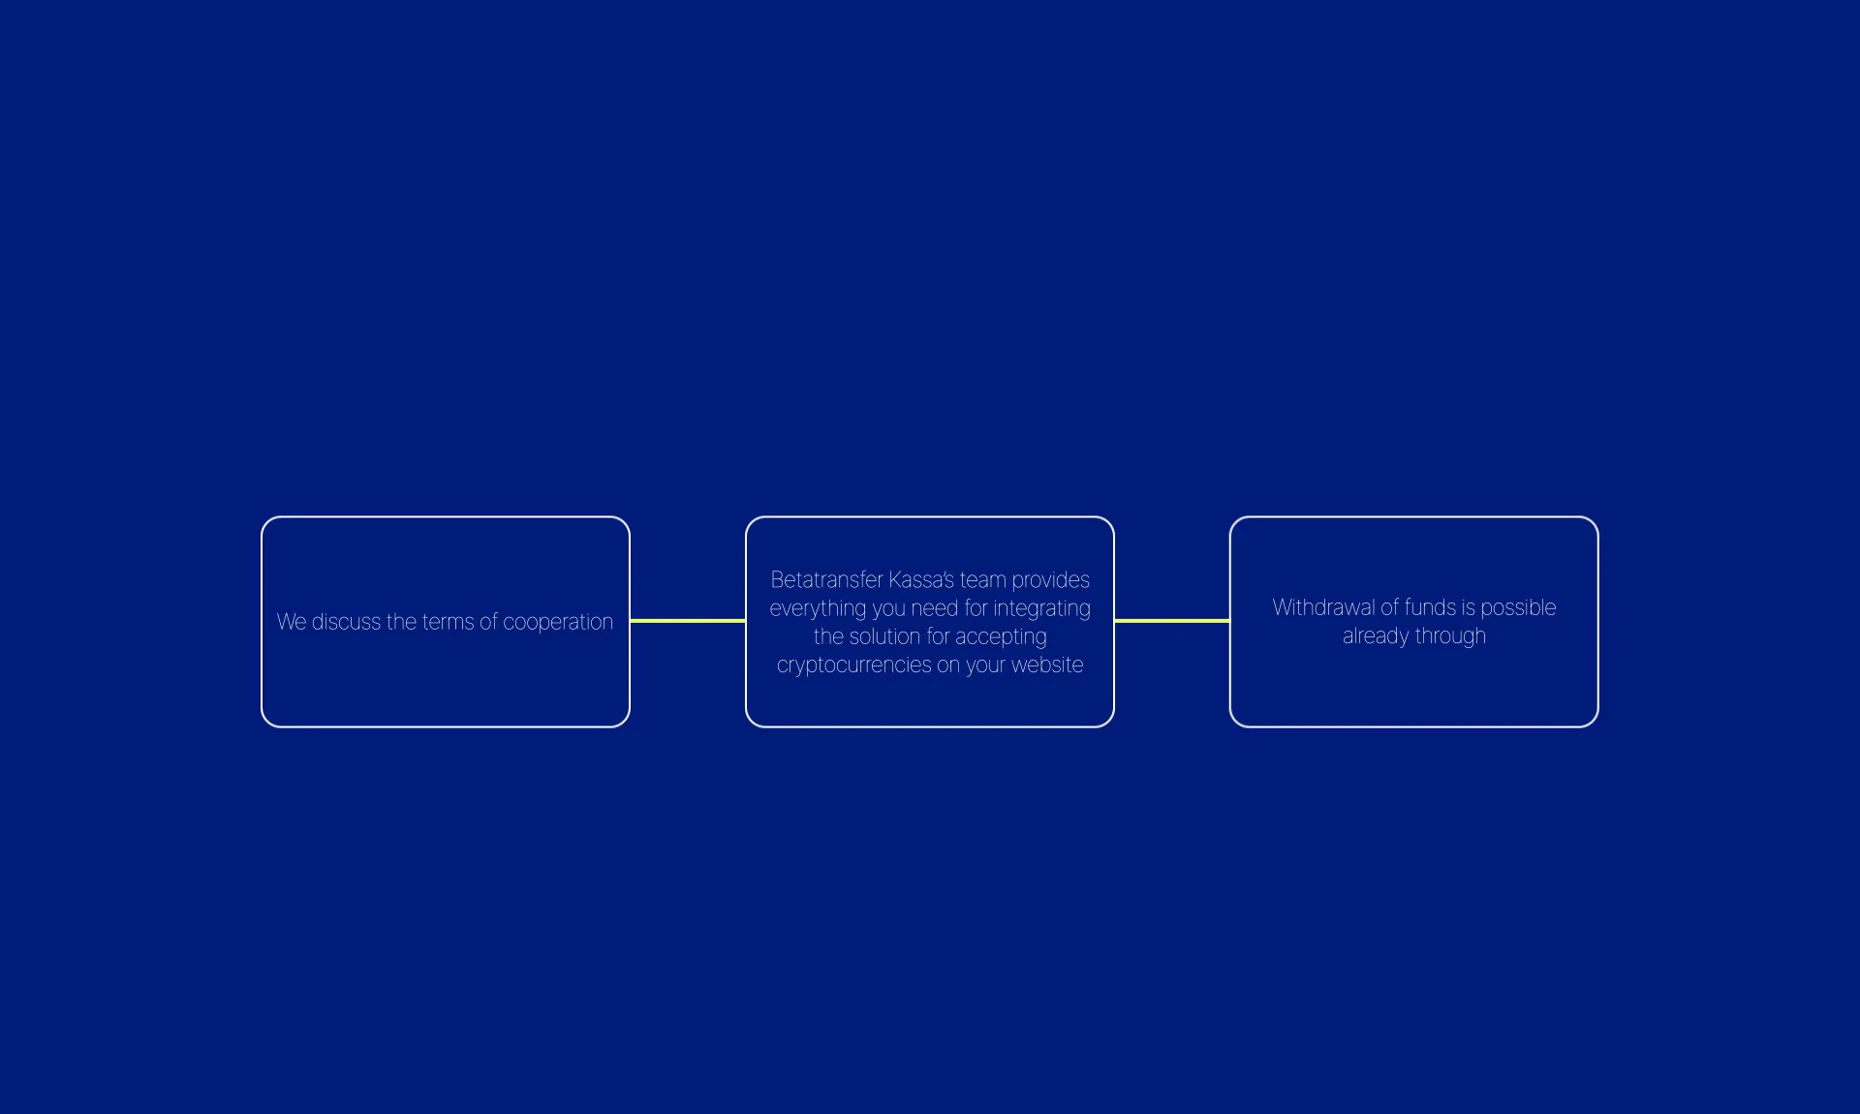 We discuss the terms of cooperation
Betatransfer Kassa's team provides
everything you need for integrating
the solution for accepting
cryptocurrencies on your website
Withdrawal of funds is possible
already through